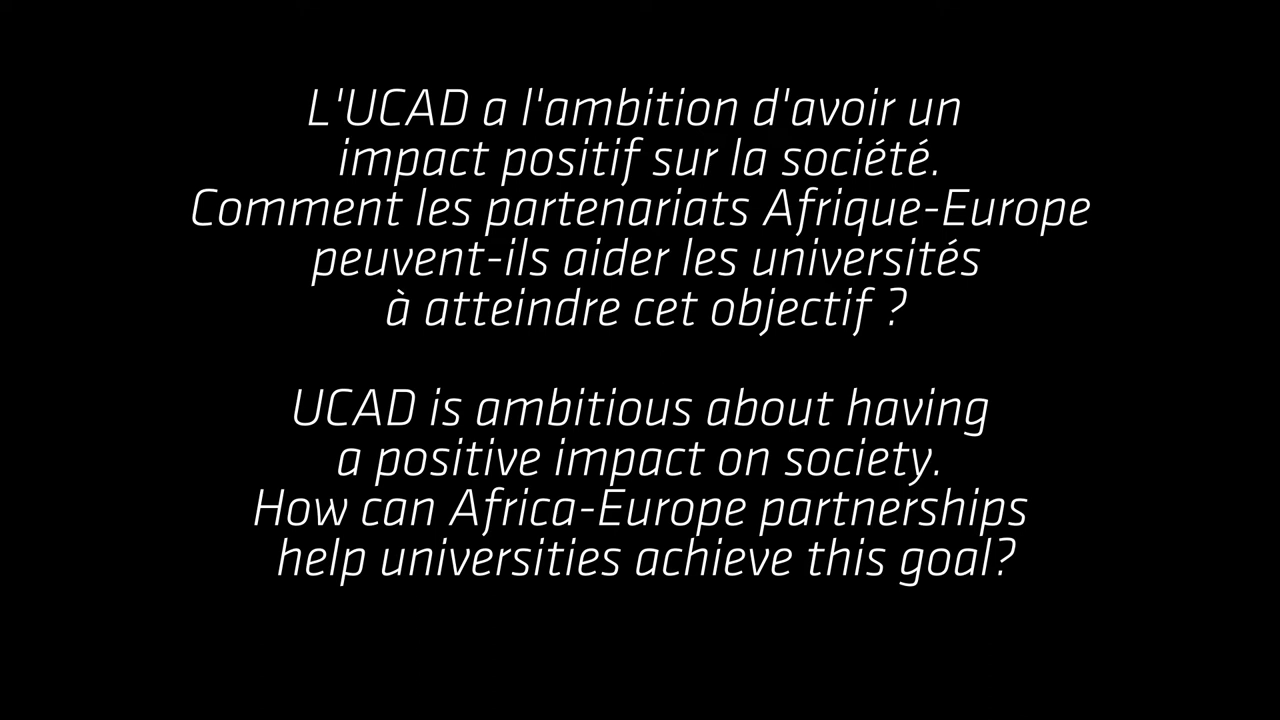 L'UCAD a l'ambition d'avoir un
impact positif sur la société.
Comment les partenariats Afrique-Europe
peuvent-ils aider les universités
à atteindre cet objectif ?
UCAD is ambitious about having
a positive impact on society.
How can Africa-Europe partnerships
help universities achieve this goal?